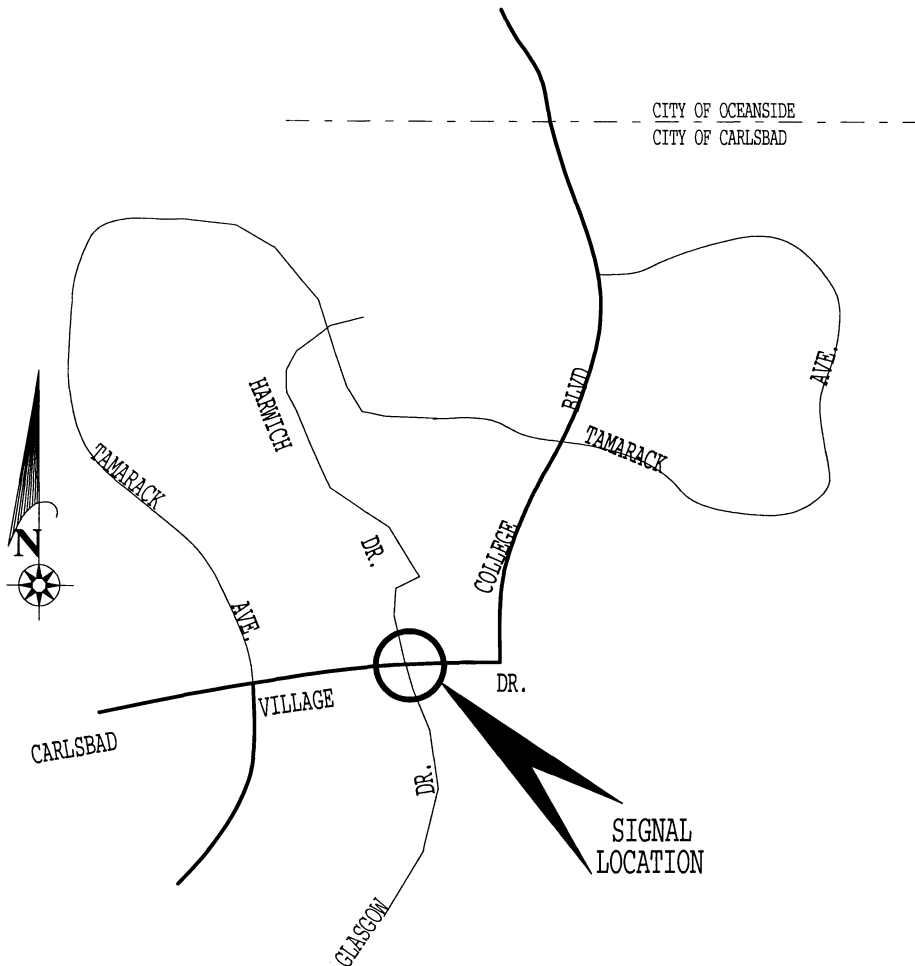 CITY OF OCEANSIDE
CITY OF CARLSBAD
HARWICH
DR.
TAMARACK
AVE.
BLVD
COLLEGE
TAMARACK
AVE.
N
CARLSBAD
VILLAGE
DR.
GLASGOW
DR.
SIGNAL
LOCATION